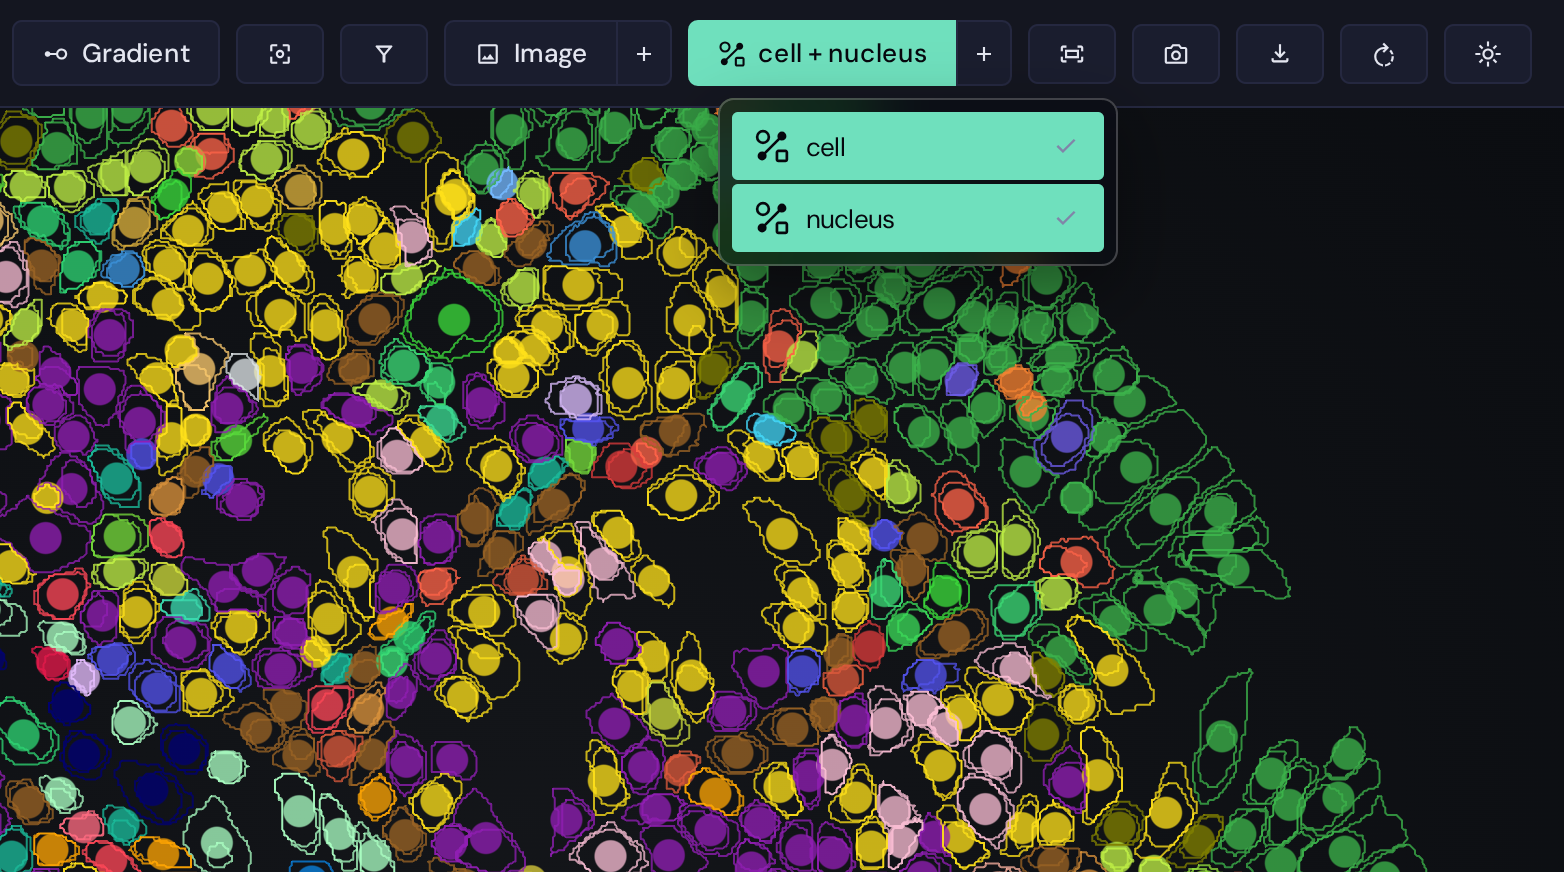 Gradient
Image
+
cell + nucleus
+
cell
nucleus